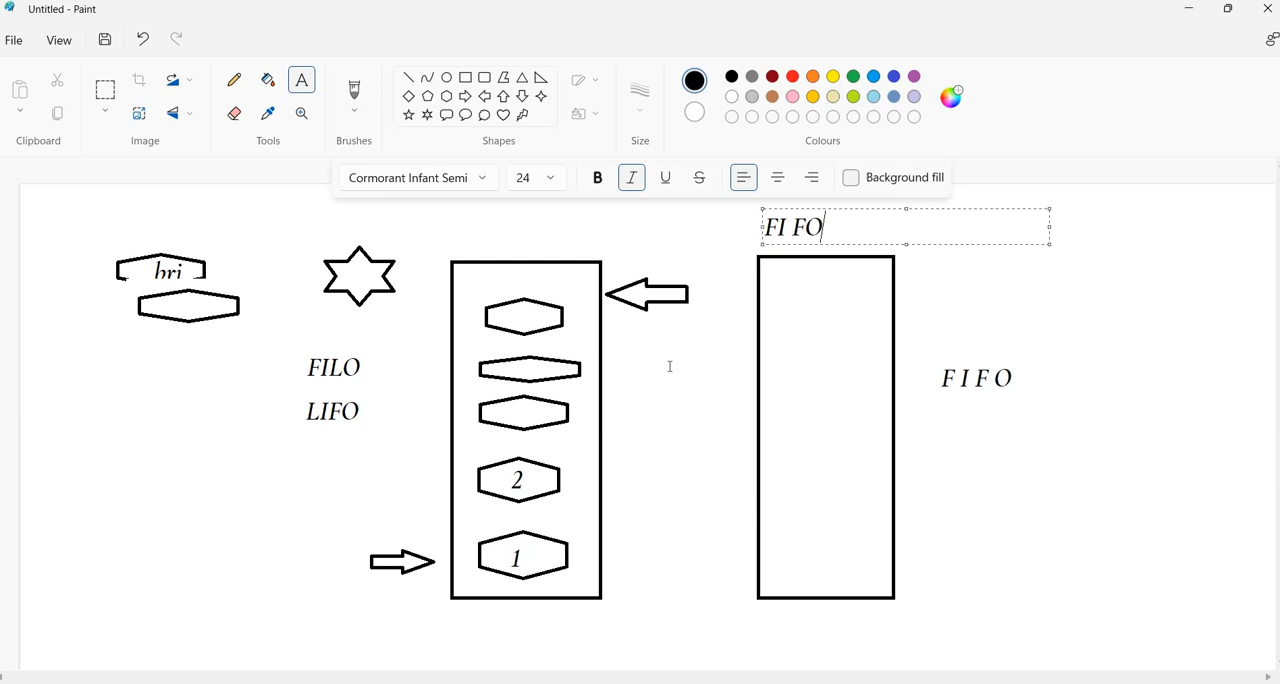 Untitled - Paint
File View
Clipboard Image Tools Brushes Shapes Size Colours
Cormorant Infant Semi 24 B I U S Background fill
A
FI FO
bri
FILO
LIFO
F I F O
2
1